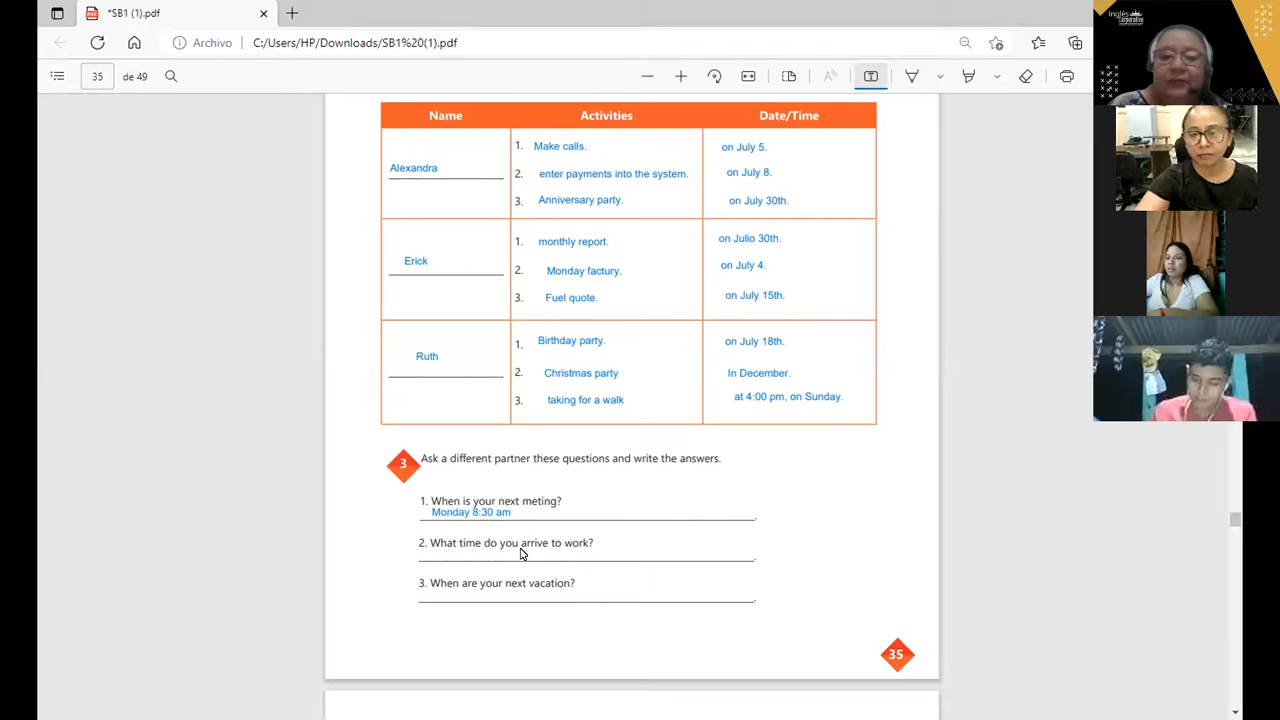 *SB1 (1).pdf
Archivo
C:/Users/HP/Downloads/SB1%20(1).pdf
35 de 49
Inglés
Corporativo
Name Activities Date/Time
Alexandra
1. Make calls. on July 5.
2. enter payments into the system. on July 8.
3. Anniversary party. on July 30th.
Erick
1. monthly report. on Julio 30th.
2. Monday factury. on July 4.
3. Fuel quote. on July 15th.
Ruth
1. Birthday party. on July 18th.
2. Christmas party In December.
3. taking for a walk at 4:00 pm, on Sunday.
3 Ask a different partner these questions and write the answers.
1. When is your next meting?
Monday 8:30 am
2. What time do you arrive to work?
3. When are your next vacation?
35